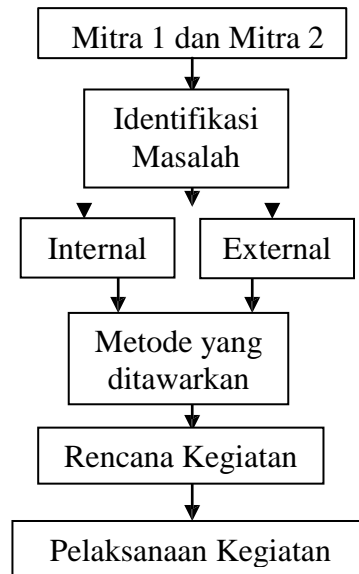 Mitra 1 dan Mitra 2
Identifikasi
Masalah
Internal
External
Metode yang
ditawarkan
Rencana Kegiatan
Pelaksanaan Kegiatan